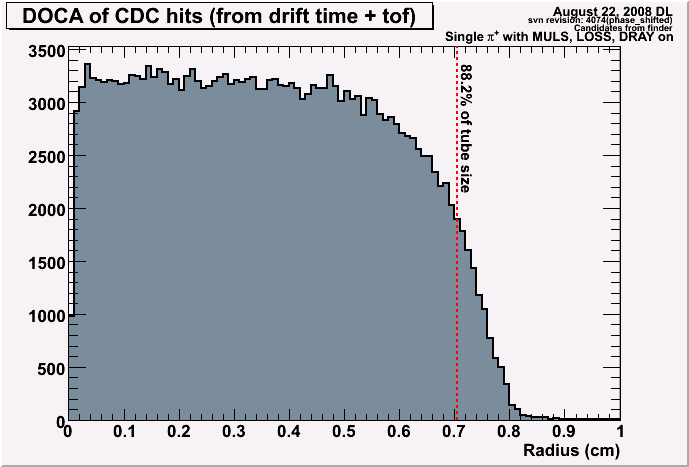 DOCA of CDC hits (from drift time + tof)
August 22, 2008 DL
svn revision: 4074(phase_shifted)
Candidates from finder
Single π+ with MULS, LOSS, DRAY on
3500
3000
2500
2000
1500
1000
500
0
88.2% of tube size
0 0.1 0.2 0.3 0.4 0.5 0.6 0.7 0.8 0.9 1
Radius (cm)